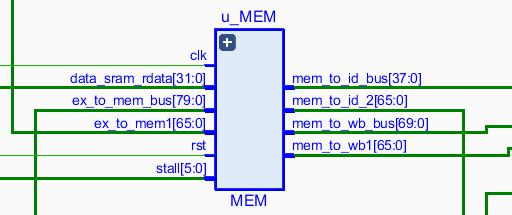 u_MEM
clk
data_sram_rdata[31:0]
ex_to_mem_bus[79:0]
ex_to_mem1[65:0]
rst
stall[5:0]
mem_to_id_bus[37:0]
mem_to_id_2[65:0]
mem_to_wb_bus[69:0]
mem_to_wb1[65:0]
MEM